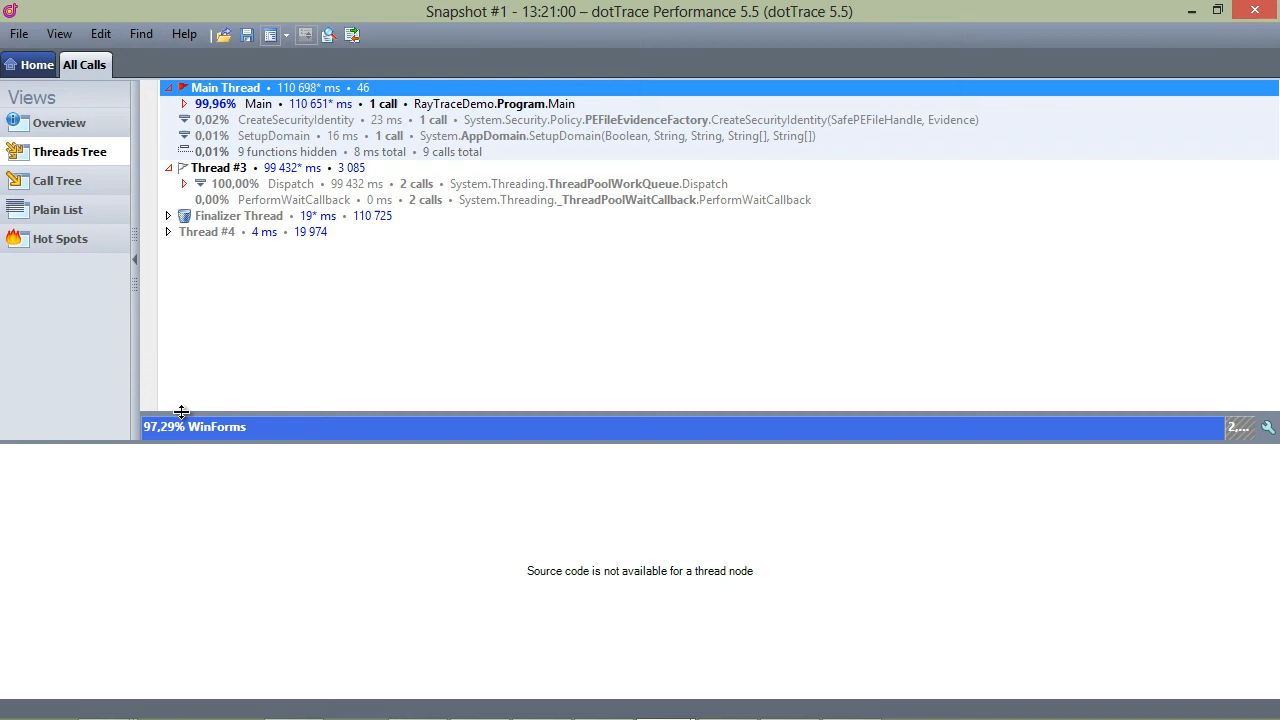 Snapshot #1 - 13:21:00 – dotTrace Performance 5.5 (dotTrace 5.5)
File View Edit Find Help
Home All Calls
Views
Overview
Threads Tree
Call Tree
Plain List
Hot Spots
Main Thread • 110 698* ms • 46
99,96% Main • 110 651* ms • 1 call • RayTraceDemo.Program.Main
0,02% CreateSecurityIdentity • 23 ms • 1 call • System.Security.Policy.PEFileEvidenceFactory.CreateSecurityIdentity(SafePEFileHandle, Evidence)
0,01% SetupDomain • 16 ms • 1 call • System.AppDomain.SetupDomain(Boolean, String, String, String[], String[])
0,01% 9 functions hidden • 8 ms total • 9 calls total
Thread #3 • 99 432* ms • 3 085
100,00% Dispatch • 99 432 ms • 2 calls • System.Threading.ThreadPoolWorkQueue.Dispatch
0,00% PerformWaitCallback • 0 ms • 2 calls • System.Threading._ThreadPoolWaitCallback.PerformWaitCallback
Finalizer Thread • 19* ms • 110 725
Thread #4 • 4 ms • 19 974
97,29% WinForms 2,...
Source code is not available for a thread node